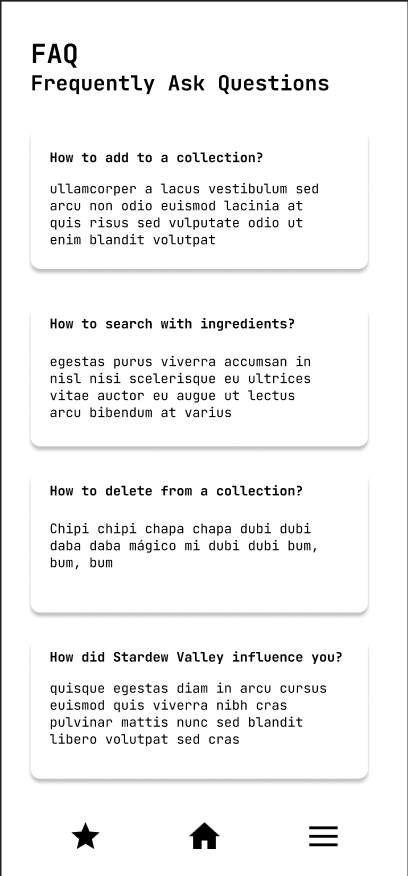 FAQ
Frequently Ask Questions
How to add to a collection?
ullamcorper a lacus vestibulum sed
arcu non odio euismod lacinia at
quis risus sed vulputate odio ut
enim blandit volutpat
How to search with ingredients?
egestas purus viverra accumsan in
nisl nisi scelerisque eu ultrices
vitae auctor eu augue ut lectus
arcu bibendum at varius
How to delete from a collection?
Chipi chipi chapa chapa dubi dubi
daba daba mágico mi dubi dubi bum,
bum, bum
How did Stardew Valley influence you?
quisque egestas diam in arcu cursus
euismod quis viverra nibh cras
pulvinar mattis nunc sed blandit
libero volutpat sed cras